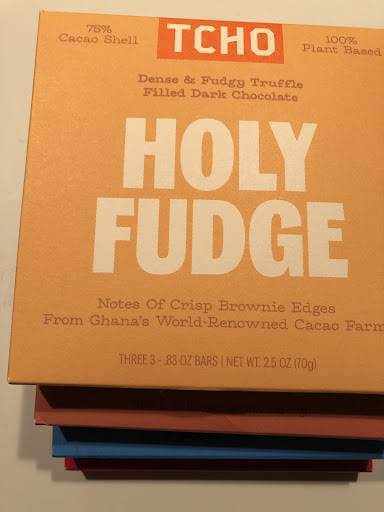 75%
Cacao Shell
TCHO
100%
Plant Based
Dense & Fudgy Truffle
Filled Dark Chocolate
HOLY
FUDGE
Notes Of Crisp Brownie Edges
From Ghana's World-Renowned Cacao Farm
THREE 3 - .83 OZ BARS | NET WT. 2.5 OZ (70g)